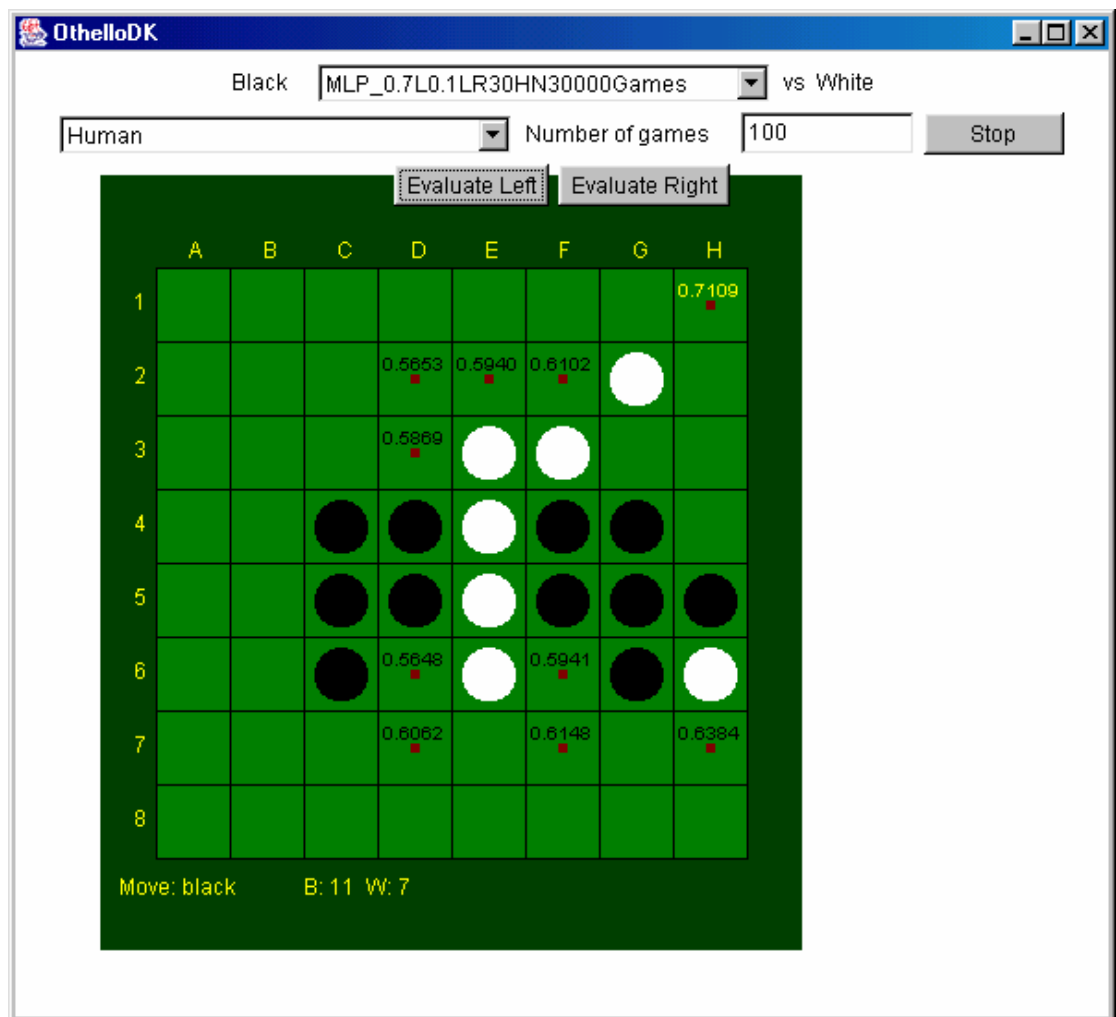 OthelloDK
Black MLP_0.7L0.1LR30HN30000Games vs White
Human Number of games 100 Stop
Evaluate Left Evaluate Right
A B C D E F G H
1 0.7109
2 0.5653 0.5940 0.6102
3 0.5869
4
5
6 0.5648 0.5941
7 0.6062 0.6148 0.6384
8
Move: black B: 11 W: 7